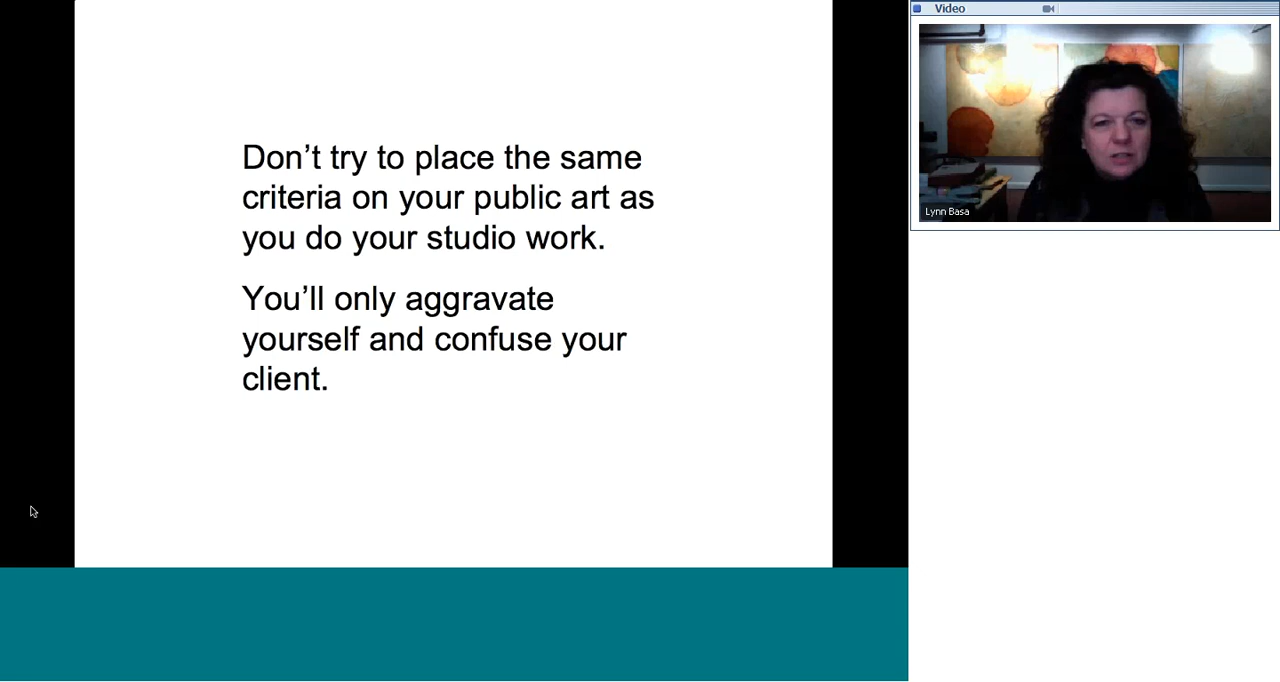 Don’t try to place the same
criteria on your public art as
you do your studio work.
You’ll only aggravate
yourself and confuse your
client.
Video
Lynn Basa